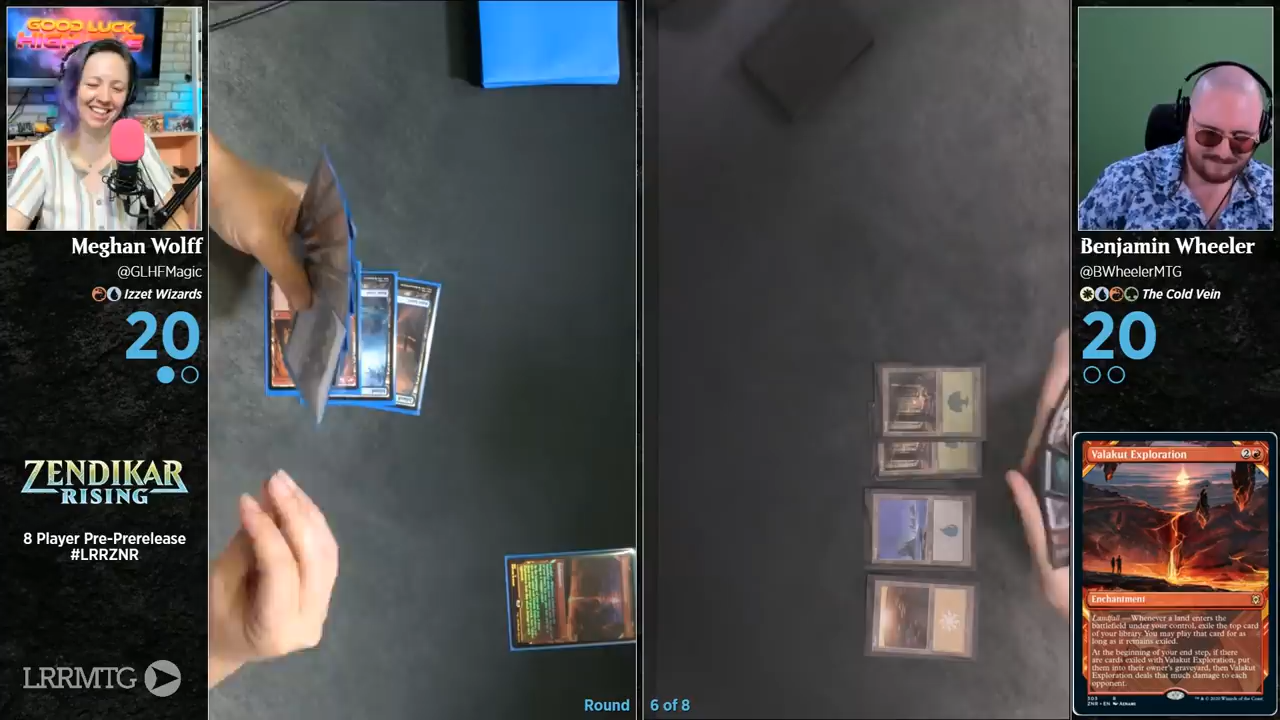 GOOD LUCK
HIGH FIVE
Meghan Wolff
@GLHFMagic
Izzet Wizards
20
ZENDIKAR
RISING
8 Player Pre-Prerelease
#LRRZNR
LRRMTG
Round
6 of 8
Benjamin Wheeler
@BWheelerMTG
The Cold Vein
20
Valakut Exploration
2
Enchantment
Landfall — Whenever a land enters the
battlefield under your control, exile the top card
of your library. You may play that card for as
long as it remains exiled.
At the beginning of your end step, if there
are cards exiled with Valakut Exploration, put
them into their owner's graveyard, then Valakut
Exploration deals that much damage to each
opponent.